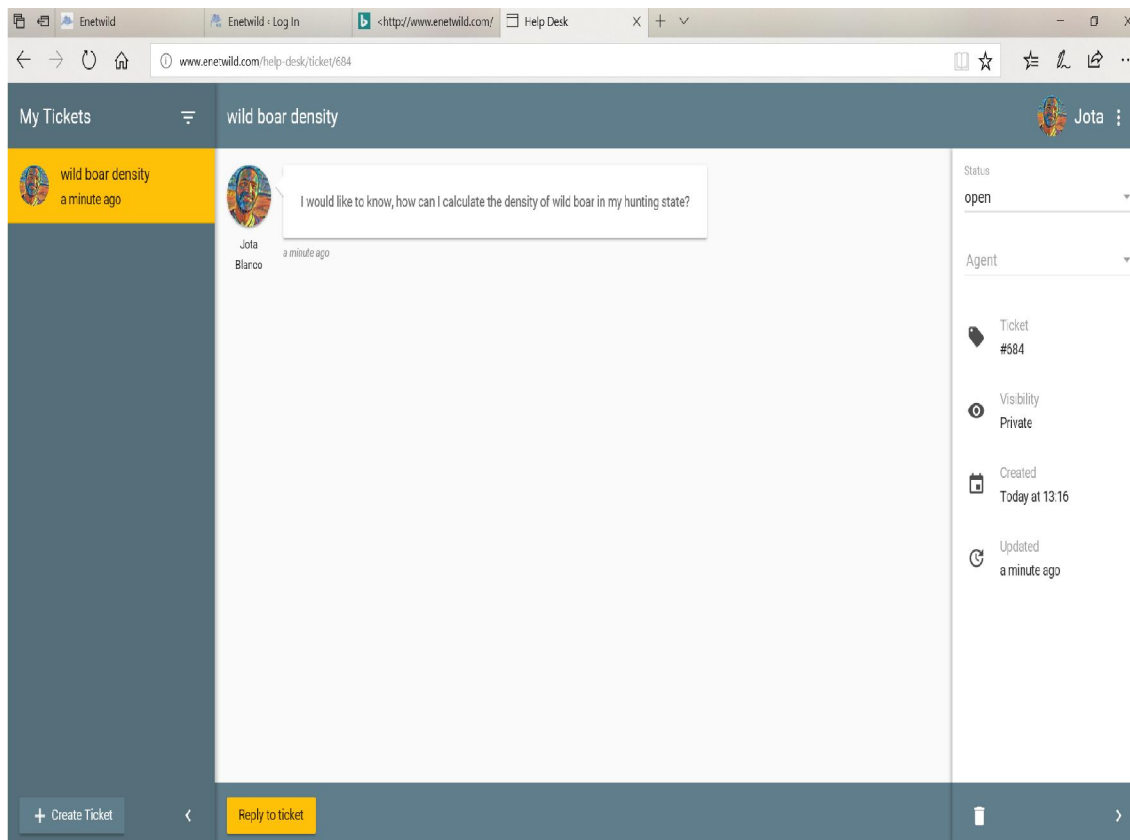 Enetwild
Enetwild › Log In
<http://www.enetwild.com/
Help Desk
www.enetwild.com/help-desk/ticket/684
My Tickets
wild boar density
Jota
wild boar density
a minute ago
I would like to know, how can I calculate the density of wild boar in my hunting state?
Jota
Blanco
a minute ago
Status
open
Agent
Ticket
#684
Visibility
Private
Created
Today at 13:16
Updated
a minute ago
+ Create Ticket
Reply to ticket